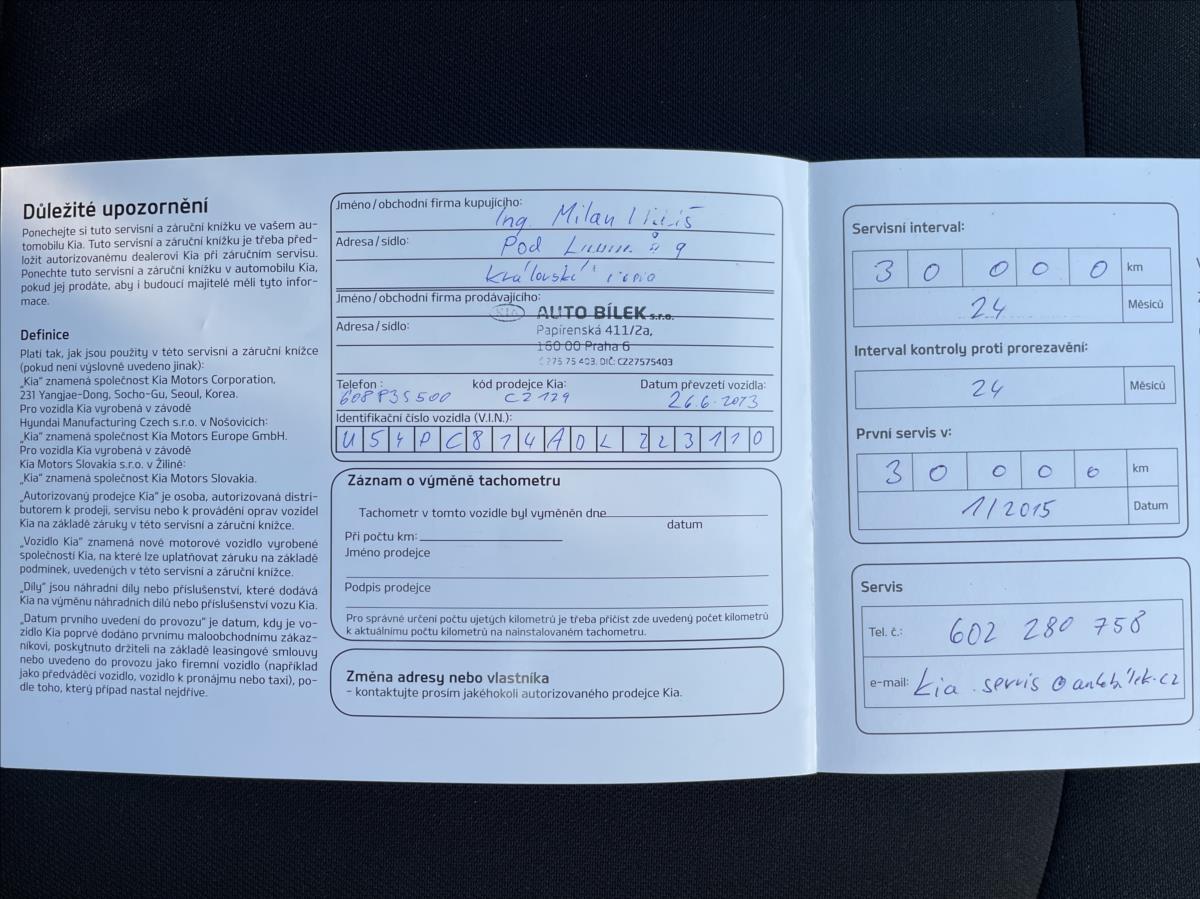 Důležité upozornění
Ponechejte si tuto servisní a záruční knížku ve vašem au-
tomobilu Kia. Tuto servisní a záruční knížku je třeba před-
ložit autorizovanému dealerovi Kia při záručním servisu.
Ponechte tuto servisní a záruční knížku v automobilu Kia,
pokud jej prodáte, aby i budoucí majitelé měli tyto infor-
mace.
Definice
Platí tak, jak jsou použity v této servisní a záruční knížce
(pokud není výslovně uvedeno jinak):
„Kia“ znamená společnost Kia Motors Corporation,
231 Yangjae-Dong, Socho-Gu, Seoul, Korea.
Pro vozidla Kia vyrobená v závodě
Hyundai Manufacturing Czech s.r.o. v Nošovicích:
„Kia“ znamená společnost Kia Motors Europe GmbH.
Pro vozidla Kia vyrobená v závodě
Kia Motors Slovakia s.r.o. v Žilině:
„Kia“ znamená společnost Kia Motors Slovakia.
„Autorizovaný prodejce Kia“ je osoba, autorizovaná distri-
butorem k prodeji, servisu nebo k provádění oprav vozidel
Kia na základě záruky v této servisní a záruční knížce.
„Vozidlo Kia“ znamená nové motorové vozidlo vyrobené
společností Kia, na které lze uplatňovat záruku na základě
podmínek, uvedených v této servisní a záruční knížce.
„Díly“ jsou náhradní díly nebo příslušenství, které dodává
Kia na výměnu náhradních dílů nebo příslušenství vozu Kia.
„Datum prvního uvedení do provozu“ je datum, kdy je vo-
zidlo Kia poprvé dodáno prvnímu maloobchodnímu zákaz-
níkovi, poskytnuto držiteli na základě leasingové smlouvy
nebo uvedeno do provozu jako firemní vozidlo (například
jako předváděcí vozidlo, vozidlo k pronájmu nebo taxi), po-
dle toho, který případ nastal nejdříve.
Jméno/obchodní firma kupujícího:
Ing Milan
Adresa/sídlo:
Pod 9
Jméno/obchodní firma prodávajícího:
KIA AUTO BÍLEK s.r.o.
Adresa/sídlo:
Papírenská 411/2a,
160 00 Praha 6
275 75 403, DIČ: CZ27575403
Telefon: kód prodejce Kia: Datum převzetí vozidla:
608 835 500 CZ 129 26.6.2013
Identifikační číslo vozidla (V.I.N.):
U5YPC814ADL223110
Záznam o výměně tachometru
Tachometr v tomto vozidle byl vyměněn dne
datum
Při počtu km:
Jméno prodejce
Podpis prodejce
Pro správné určení počtu ujetých kilometrů je třeba přičíst zde uvedený počet kilometrů
k aktuálnímu počtu kilometrů na nainstalovaném tachometru.
Změna adresy nebo vlastníka
– kontaktujte prosím jakéhokoli autorizovaného prodejce Kia.
Servisní interval:
30 000 km
24 Měsíců
Interval kontroly proti prorezavění:
24 Měsíců
První servis v:
30 000 km
1/2015 Datum
Servis
Tel. č.: 602 280 758
e-mail: kia.servis@autobílek.cz